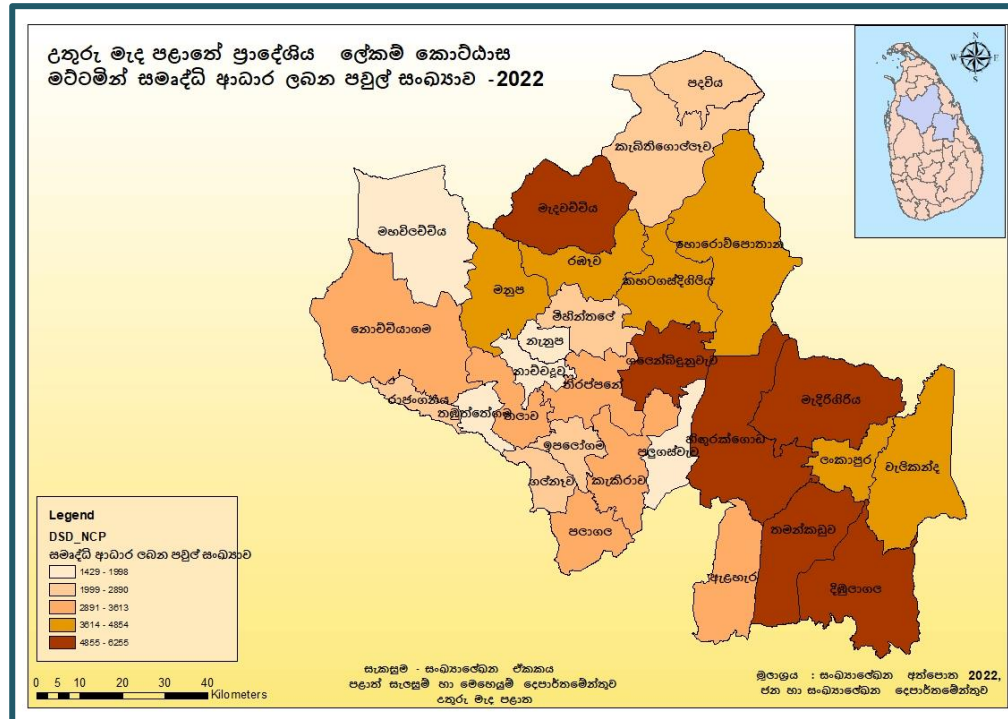 උතුරු මැද පළාතේ ප්‍රාදේශීය ලේකම් කොට්ඨාස
මට්ටමින් සමෘද්ධි ආධාර ලබන පවුල් සංඛ්‍යාව -2022
N
W E
S
පදවිය
කැබිතිගොල්ලෑව
මැදවච්චිය
මහවිලච්චිය
හොරොව්පොතාන
රඹෑව
කහටගස්දිගිලිය
මනුප
මිහින්තලේ
නොච්චියාගම
නැනුප
ගලෙන්බිඳුනුවැව
නාච්චදූව
තිරප්පනේ
මැදිරිගිරිය
රාජංගනය
තඹුත්තේගම
තලාව
හිඟුරක්ගොඩ
ඉපලෝගම
පලුගස්වැව
ලංකාපුර
වැලිකන්ද
ගල්නෑව
කැකිරාව
තමන්කඩුව
පලාගල
ඇළහැර
දිඹුලාගල
Legend
DSD_NCP
සමෘද්ධි ආධාර ලබන පවුල් සංඛ්‍යාව
1429 - 1998
1999 - 2890
2891 - 3613
3614 - 4854
4855 - 6255
0 5 10 20 30 40
Kilometers
සැකසුම - සංඛ්‍යාලේඛන ඒකකය
පළාත් සැලසුම් හා මෙහෙයුම් දෙපාර්තමේන්තුව
උතුරු මැද පළාත
මූලාශ්‍රය : සංඛ්‍යාලේඛන අත්පොත 2022,
ජන හා සංඛ්‍යාලේඛන දෙපාර්තමේන්තුව